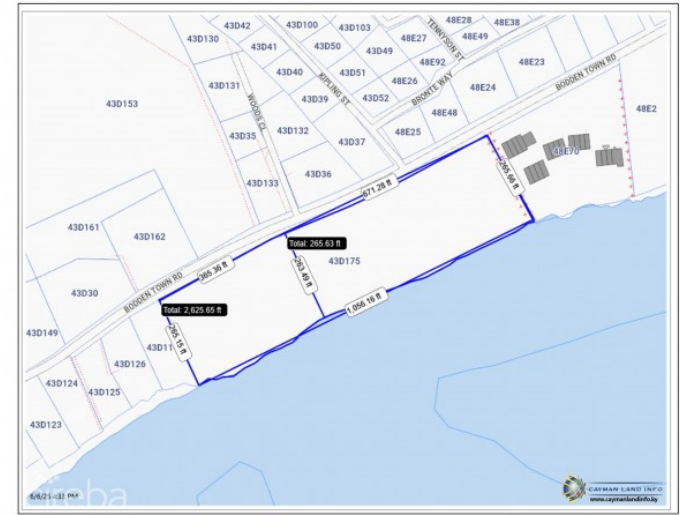 43D42
43D100
43D103
48E28
48E38
43D130
43D41
43D50
43D49
48E27
TENNYSON ST
48E49
43D40
43D51
48E92
48E23
43D153
43D131
KIPLING ST
48E26
BRONTE WAY
48E24
BODDEN TOWN RD
43D39
43D52
48E48
48E2
WOODS CL
43D35
43D132
43D37
48E25
48E70
43D133
43D36
671.28 ft
265.66 ft
43D161
43D162
Total: 265.63 ft
43D175
263.49 ft
365.36 ft
43D30
BODDEN TOWN RD
Total: 2,625.65 ft
1,056.16 ft
43D149
265.15 ft
43D11
43D126
43D124
43D125
43D123
cireba
CAYMAN LAND INFO
www.caymanlandinfo.ky